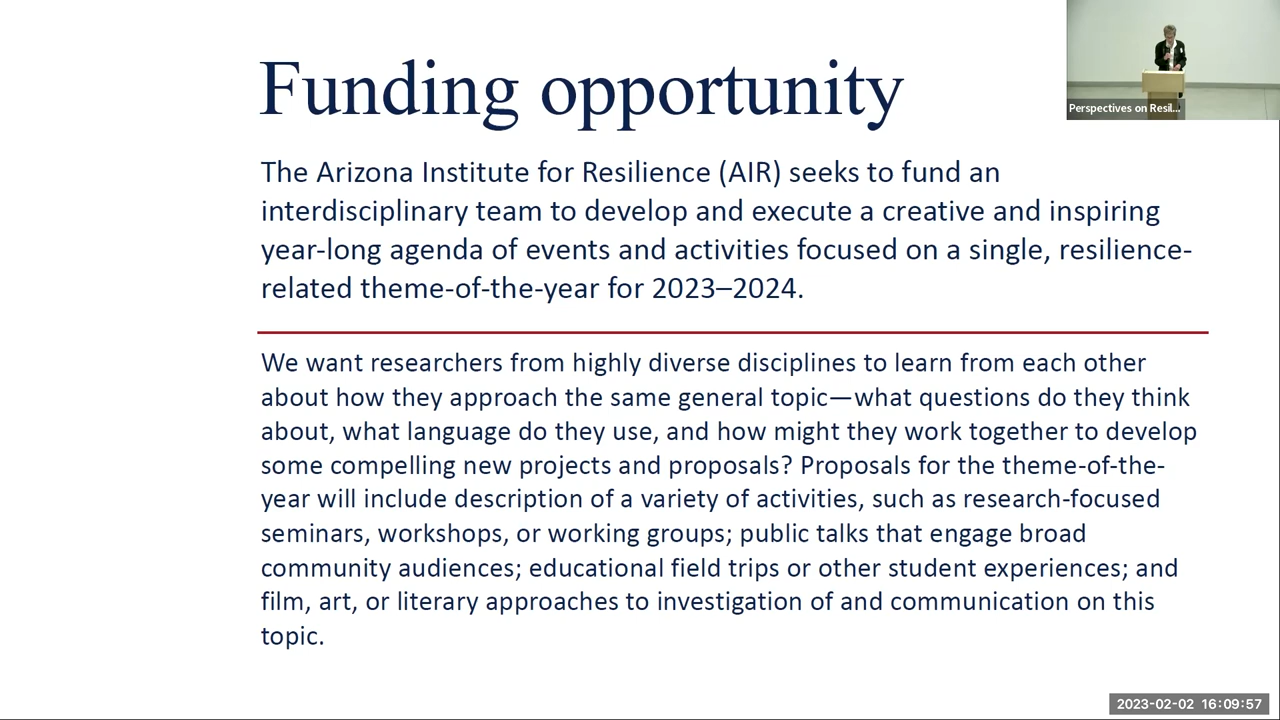 Funding opportunity
Perspectives on Resil...
The Arizona Institute for Resilience (AIR) seeks to fund an
interdisciplinary team to develop and execute a creative and inspiring
year-long agenda of events and activities focused on a single, resilience-
related theme-of-the-year for 2023–2024.
We want researchers from highly diverse disciplines to learn from each other
about how they approach the same general topic—what questions do they think
about, what language do they use, and how might they work together to develop
some compelling new projects and proposals? Proposals for the theme-of-the-
year will include description of a variety of activities, such as research-focused
seminars, workshops, or working groups; public talks that engage broad
community audiences; educational field trips or other student experiences; and
film, art, or literary approaches to investigation of and communication on this
topic.
2023-02-02 16:09:57